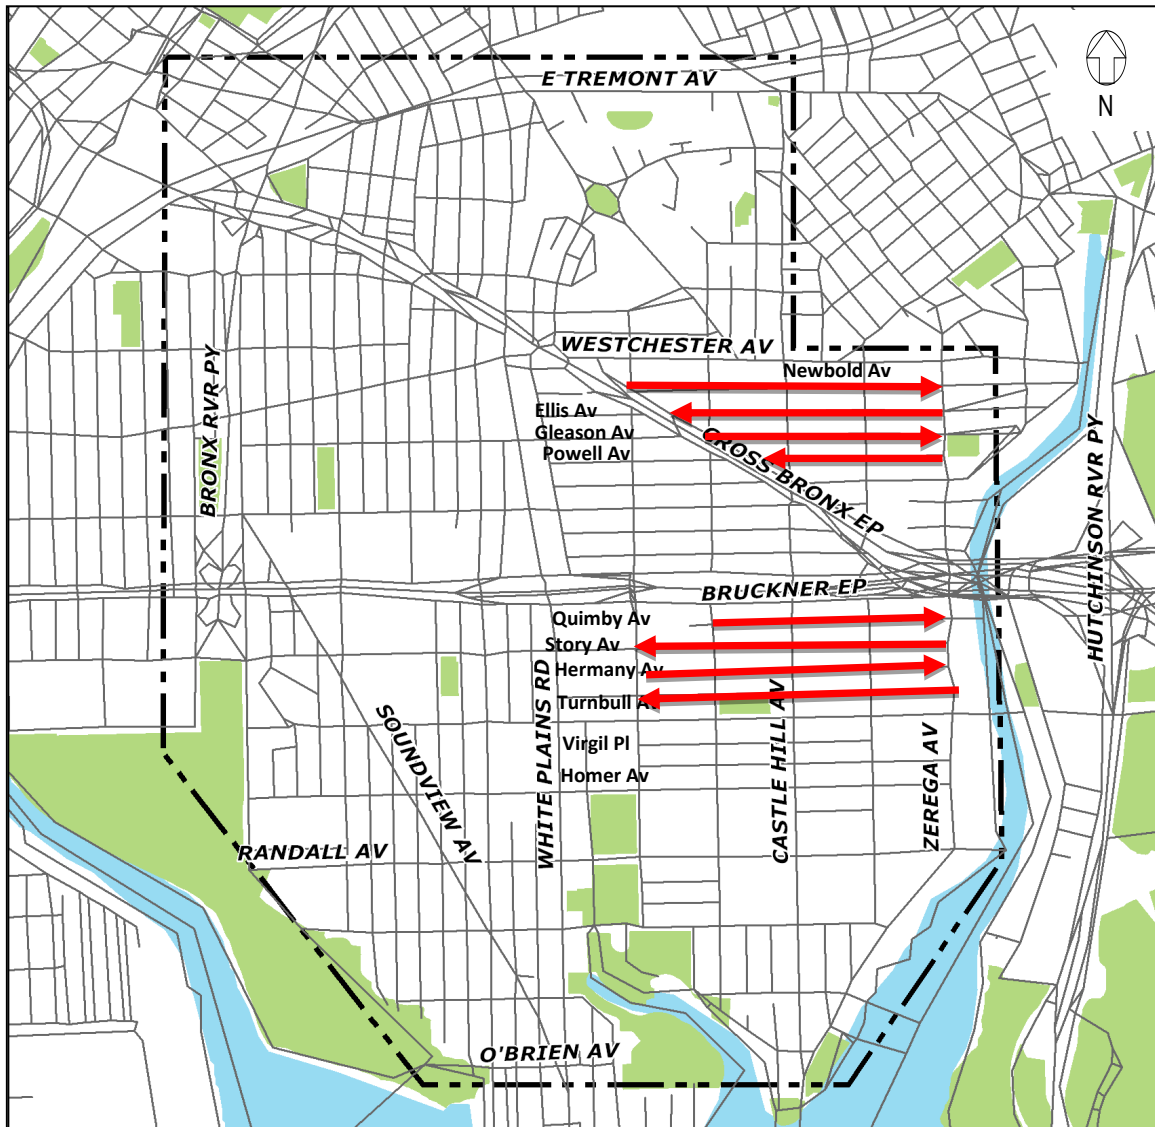 E TREMONT AV
N
WESTCHESTER AV
Newbold Av
BRONX RVR PY
Ellis Av
Gleason Av
Powell Av
CROSS BRONX EP
HUTCHINSON RVR PY
BRUCKNER EP
Quimby Av
Story Av
Hermany Av
Turnbull Av
Virgil Pl
Homer Av
SOUNDVIEW AV
WHITE PLAINS RD
CASTLE HILL AV
ZEREGA AV
RANDALL AV
O'BRIEN AV